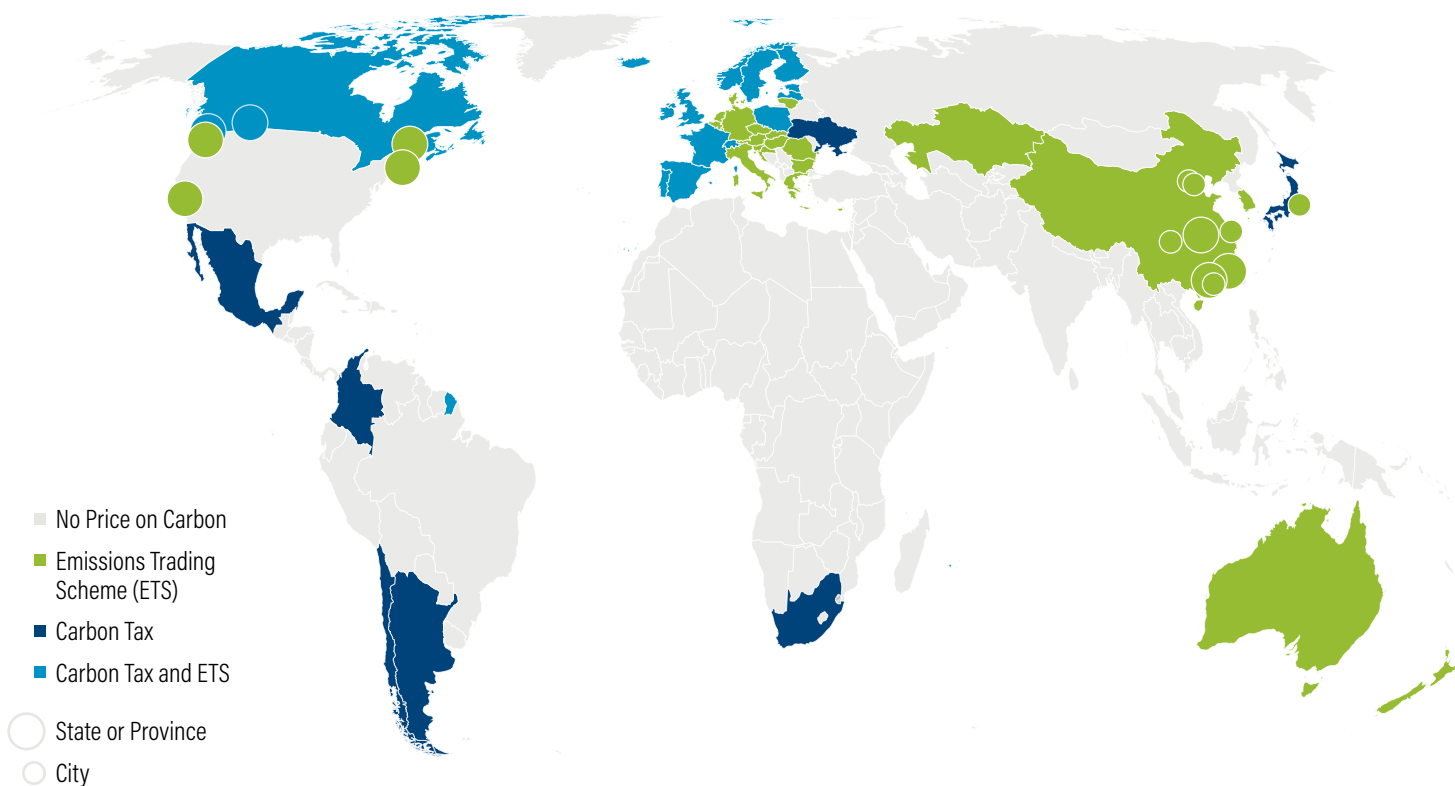 No Price on Carbon
Emissions Trading
Scheme (ETS)
Carbon Tax
Carbon Tax and ETS
State or Province
City